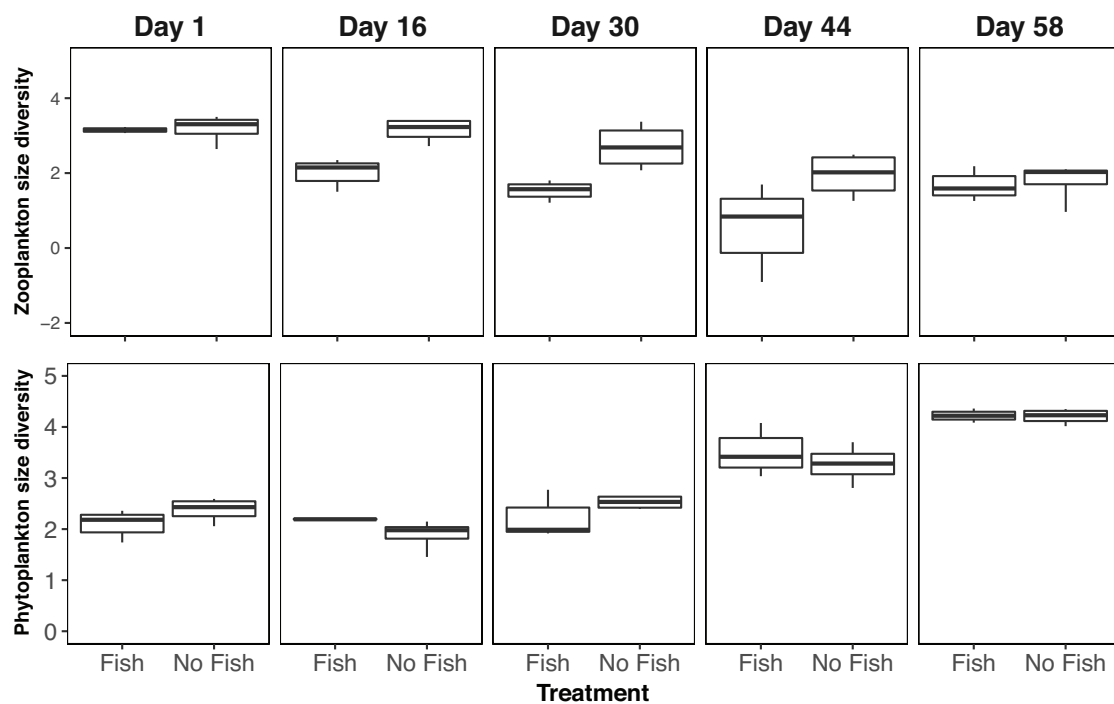 Day 1 Day 16 Day 30 Day 44 Day 58
Zooplankton size diversity
4
2
0
−2
Phytoplankton size diversity
5
4
3
2
1
0
Fish No Fish Fish No Fish Fish No Fish Fish No Fish Fish No Fish
Treatment